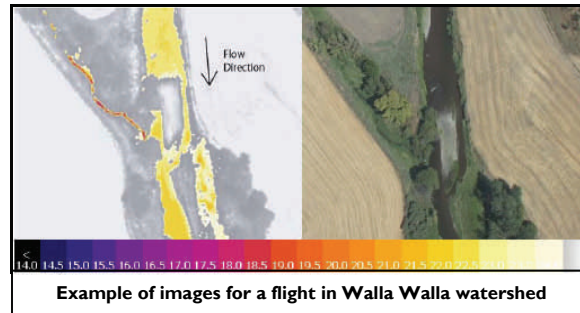 Flow
Direction
<
14.0 14.5 15.0 15.5 16.0 16.5 17.0 17.5 18.0 18.5 19.0 19.5 20.0 20.5 21.0 21.5 22.0
Example of images for a flight in Walla Walla watershed